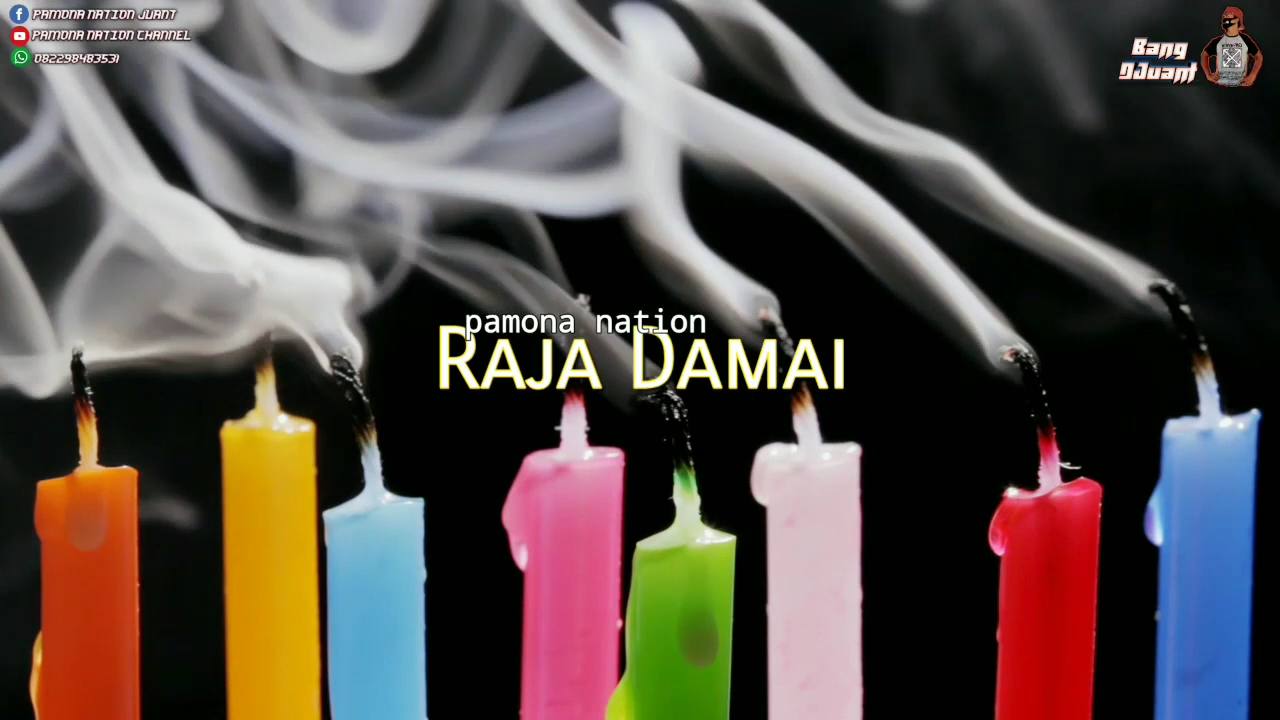 PAMONA NATION JUANT
PAMONA NATION CHANNEL
082298483531
Bang
DJuant
pamona nation
RAJA DAMAI